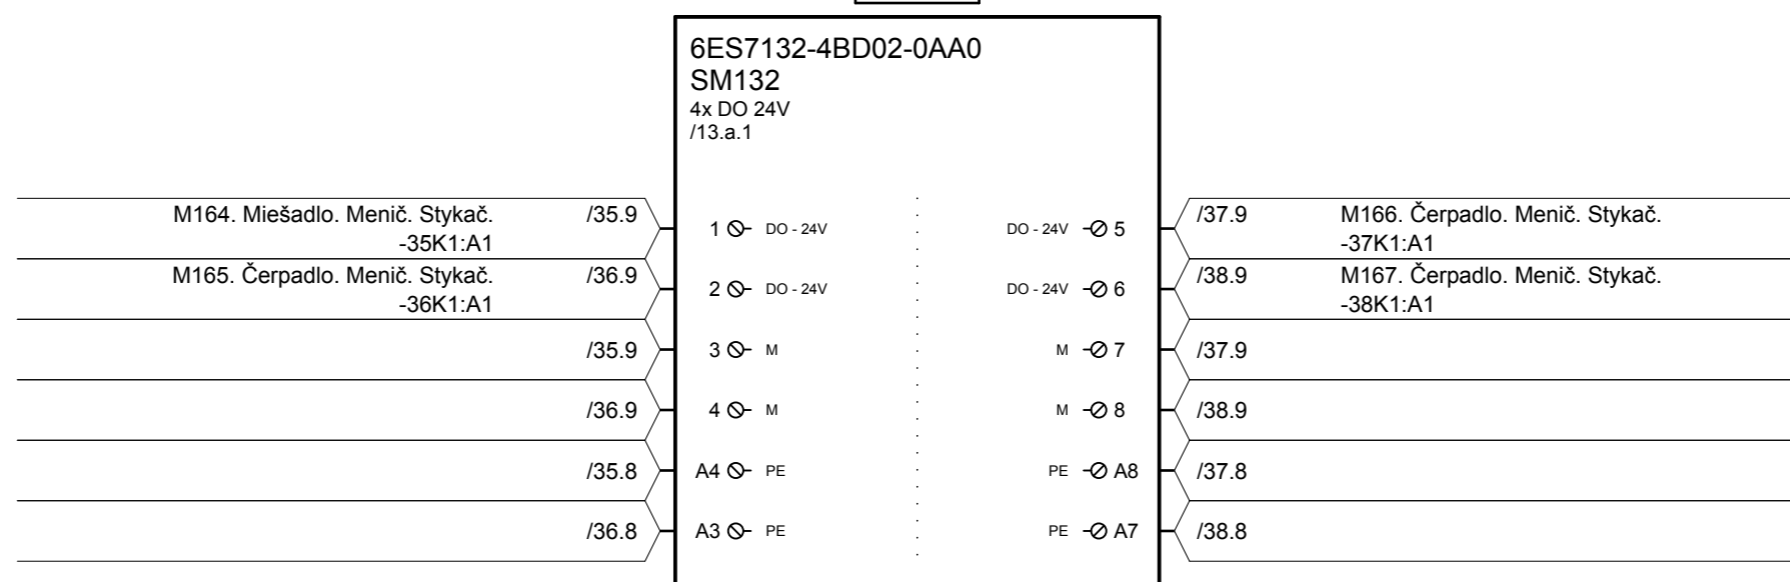 6ES7132-4BD02-0AA0
SM132
4x DO 24V
/13.a.1
M164. Miešadlo. Menič. Stykač. /35.9 1 DO - 24V DO - 24V 5 /37.9 M166. Čerpadlo. Menič. Stykač.
-35K1:A1 -37K1:A1
M165. Čerpadlo. Menič. Stykač. /36.9 2 DO - 24V DO - 24V 6 /38.9 M167. Čerpadlo. Menič. Stykač.
-36K1:A1 -38K1:A1
/35.9 3 M M 7 /37.9
/36.9 4 M M 8 /38.9
/35.8 A4 PE PE A8 /37.8
/36.8 A3 PE PE A7 /38.8